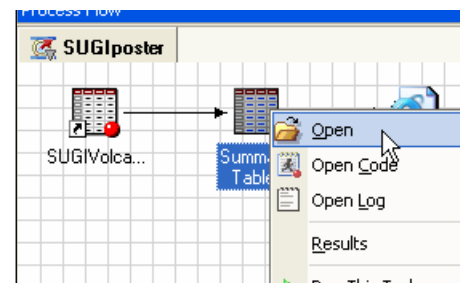 Process Flow
SUGIposter
SUGIVolca...
Summ
Table
Open
Open Code
Open Log
Results